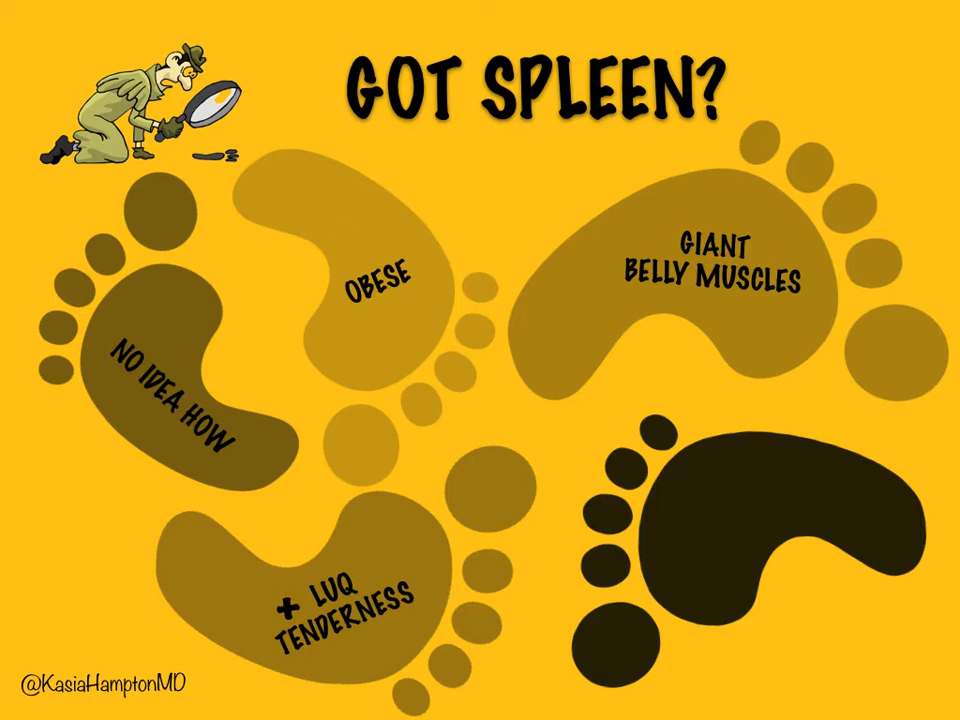 GOT SPLEEN?
OBESE
GIANT
BELLY MUSCLES
NO IDEA HOW
+ LUQ
TENDERNESS
@KasiaHamptonMD